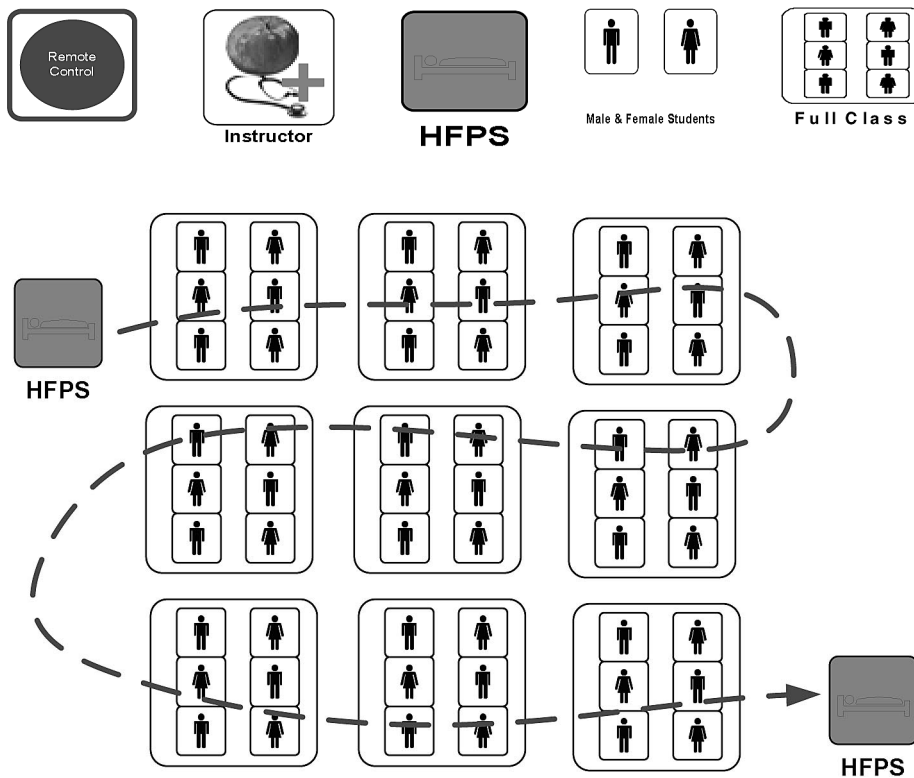 Remote
Control
Instructor
HFPS
Male & Female Students
Full Class
HFPS
HFPS